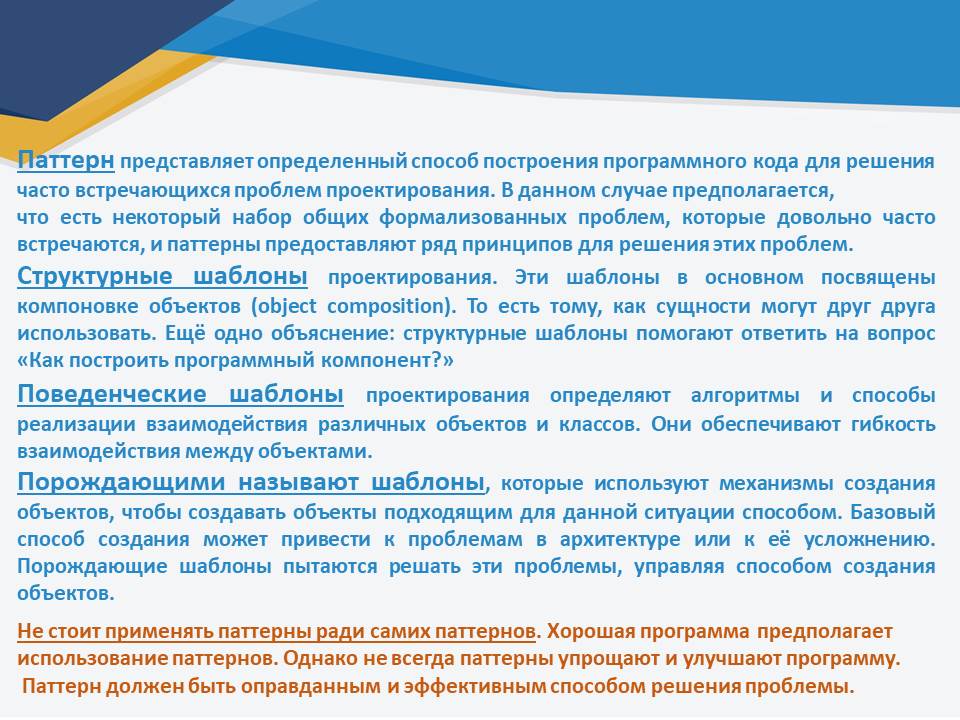 Паттерн представляет определенный способ построения программного кода для решения
часто встречающихся проблем проектирования. В данном случае предполагается,
что есть некоторый набор общих формализованных проблем, которые довольно часто
встречаются, и паттерны предоставляют ряд принципов для решения этих проблем.
Структурные шаблоны проектирования. Эти шаблоны в основном посвящены
компоновке объектов (object composition). То есть тому, как сущности могут друг друга
использовать. Ещё одно объяснение: структурные шаблоны помогают ответить на вопрос
«Как построить программный компонент?»
Поведенческие шаблоны проектирования определяют алгоритмы и способы
реализации взаимодействия различных объектов и классов. Они обеспечивают гибкость
взаимодействия между объектами.
Порождающими называют шаблоны, которые используют механизмы создания
объектов, чтобы создавать объекты подходящим для данной ситуации способом. Базовый
способ создания может привести к проблемам в архитектуре или к её усложнению.
Порождающие шаблоны пытаются решать эти проблемы, управляя способом создания
объектов.
Не стоит применять паттерны ради самих паттернов. Хорошая программа предполагает
использование паттернов. Однако не всегда паттерны упрощают и улучшают программу.
Паттерн должен быть оправданным и эффективным способом решения проблемы.